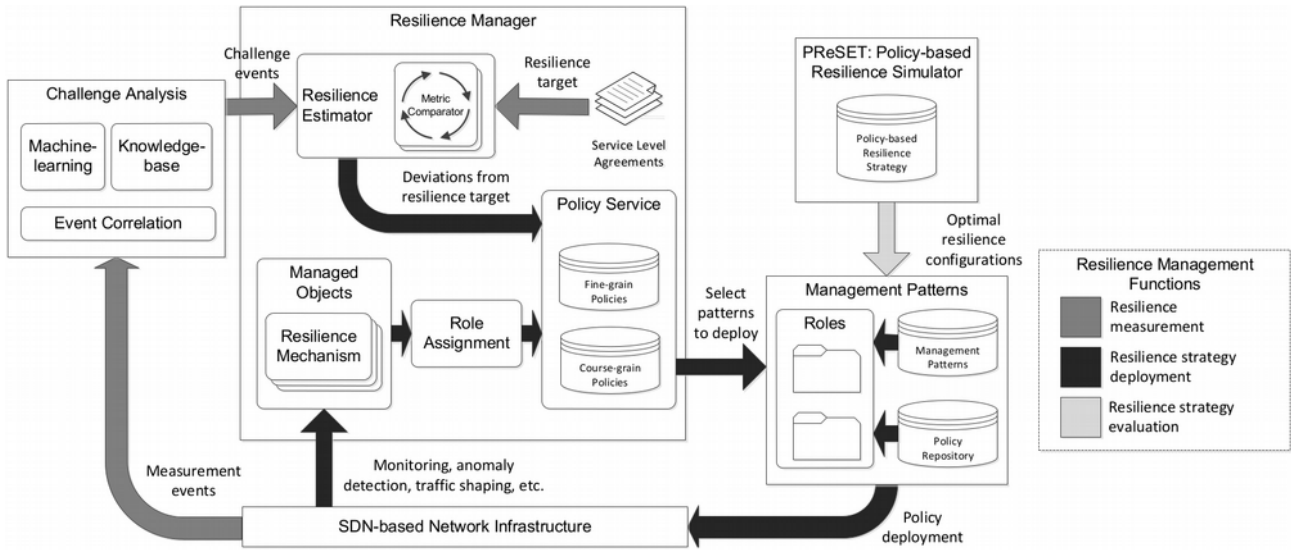 Resilience Manager
Challenge
events
Resilience
target
Resilience
Estimator
Metric
Comparator
Service Level
Agreements
Challenge Analysis
Machine-
learning
Knowledge-
base
Event Correlation
Deviations from
resilience target
Policy Service
Fine-grain
Policies
Course-grain
Policies
Managed
Objects
Resilience
Mechanism
Role
Assignment
Select
patterns
to deploy
PReSET: Policy-based
Resilience Simulator
Policy-based
Resilience
Strategy
Optimal
resilience
configurations
Management Patterns
Roles
Management
Patterns
Policy
Repository
Resilience Management
Functions
Resilience
measurement
Resilience strategy
deployment
Resilience strategy
evaluation
Measurement
events
Monitoring, anomaly
detection, traffic shaping, etc.
SDN-based Network Infrastructure
Policy
deployment